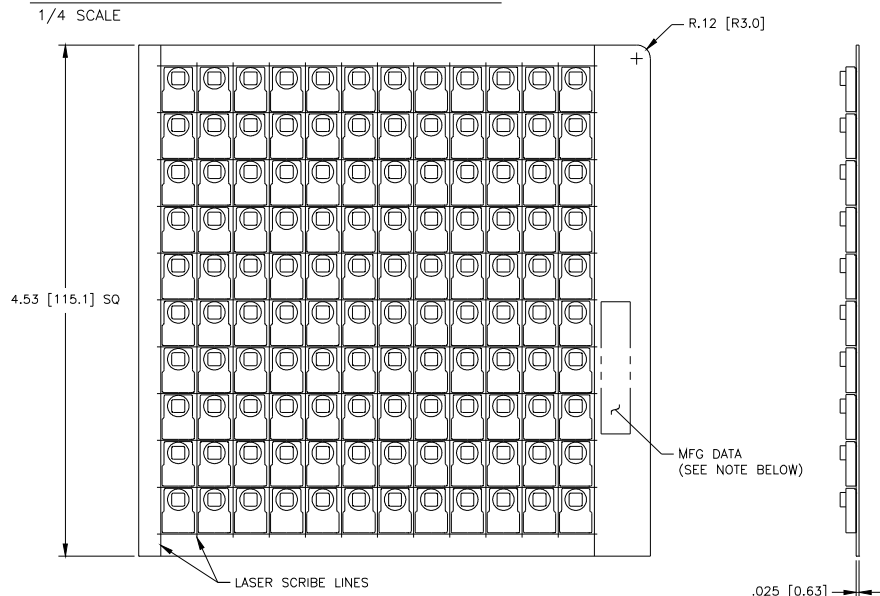 1/4 SCALE
R.12 [R3.0]
4.53 [115.1] SQ
MFG DATA
(SEE NOTE BELOW)
LASER SCRIBE LINES
.025 [0.63]